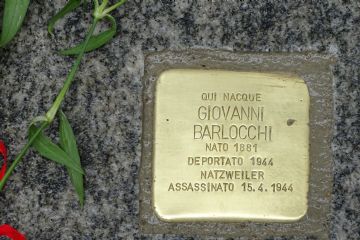 QUI NACQUE
GIOVANNI
BARLOCCHI
NATO 1881
DEPORTATO 1944
NATZWEILER
ASSASSINATO 15.4.1944